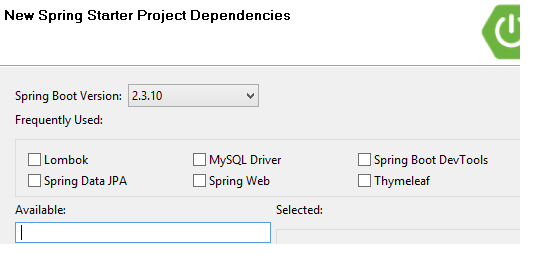 New Spring Starter Project Dependencies
Spring Boot Version: 2.3.10
Frequently Used:
Lombok MySQL Driver Spring Boot DevTools
Spring Data JPA Spring Web Thymeleaf
Available: Selected: